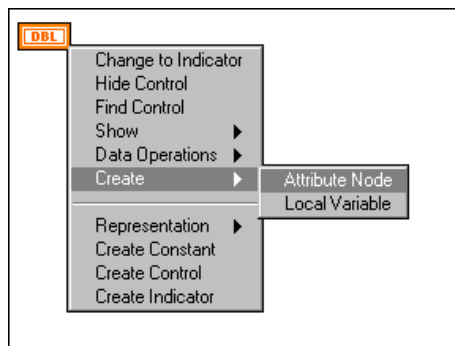 DBL
Change to Indicator
Hide Control
Find Control
Show
Data Operations
Create
Attribute Node
Local Variable
Representation
Create Constant
Create Control
Create Indicator